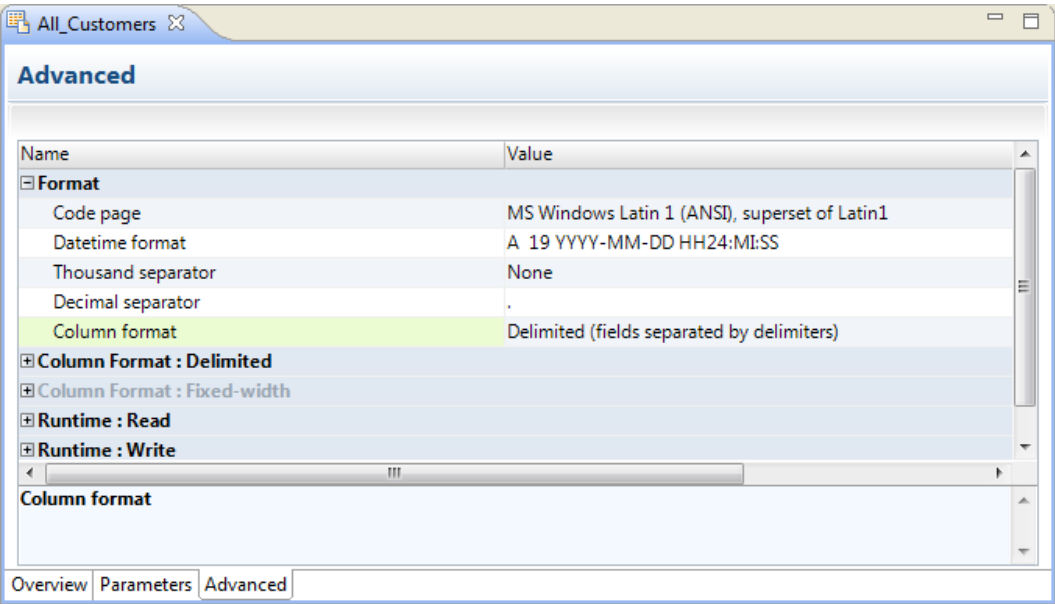 All_Customers
Advanced
Name Value
Format
Code page MS Windows Latin 1 (ANSI), superset of Latin1
Datetime format A  19 YYYY-MM-DD HH24:MI:SS
Thousand separator None
Decimal separator .
Column format Delimited (fields separated by delimiters)
Column Format : Delimited
Column Format : Fixed-width
Runtime : Read
Runtime : Write
Column format
Overview Parameters Advanced